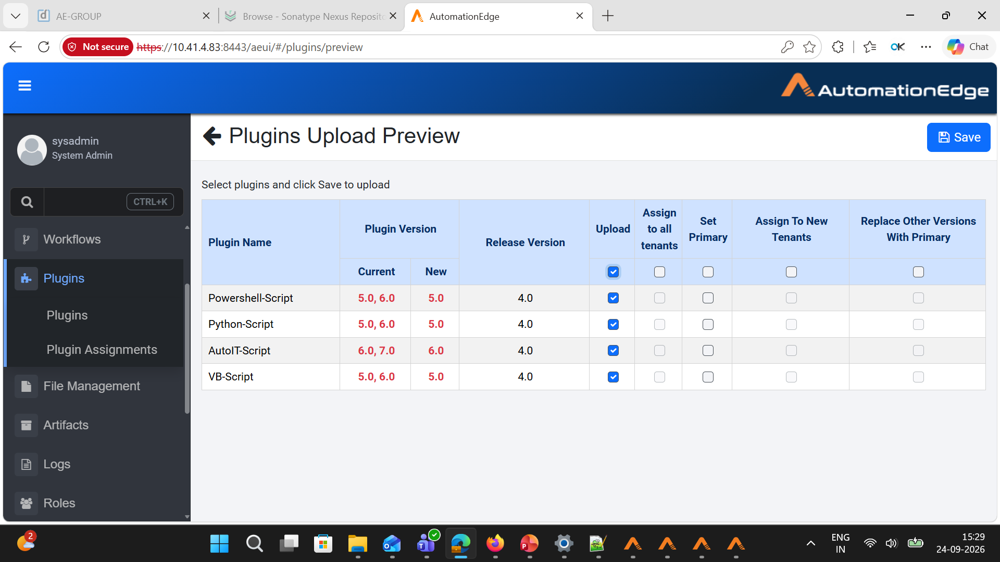 AE-GROUP
Browse - Sonatype Nexus Reposito
AutomationEdge
Not secure
https://10.41.4.83:8443/aeui/#/plugins/preview
OK
Chat
AutomationEdge
sysadmin
System Admin
CTRL+K
Workflows
Plugins
Plugins
Plugin Assignments
File Management
Artifacts
Logs
Roles
Plugins Upload Preview
Save
Select plugins and click Save to upload
Plugin Name
Plugin Version
Release Version
Upload
Assign to all tenants
Set Primary
Assign To New Tenants
Replace Other Versions With Primary
Current
New
Powershell-Script 5.0, 6.0 5.0 4.0
Python-Script 5.0, 6.0 5.0 4.0
AutoIT-Script 6.0, 7.0 6.0 4.0
VB-Script 5.0, 6.0 5.0 4.0
2
ENG
IN
15:29
24-09-2026